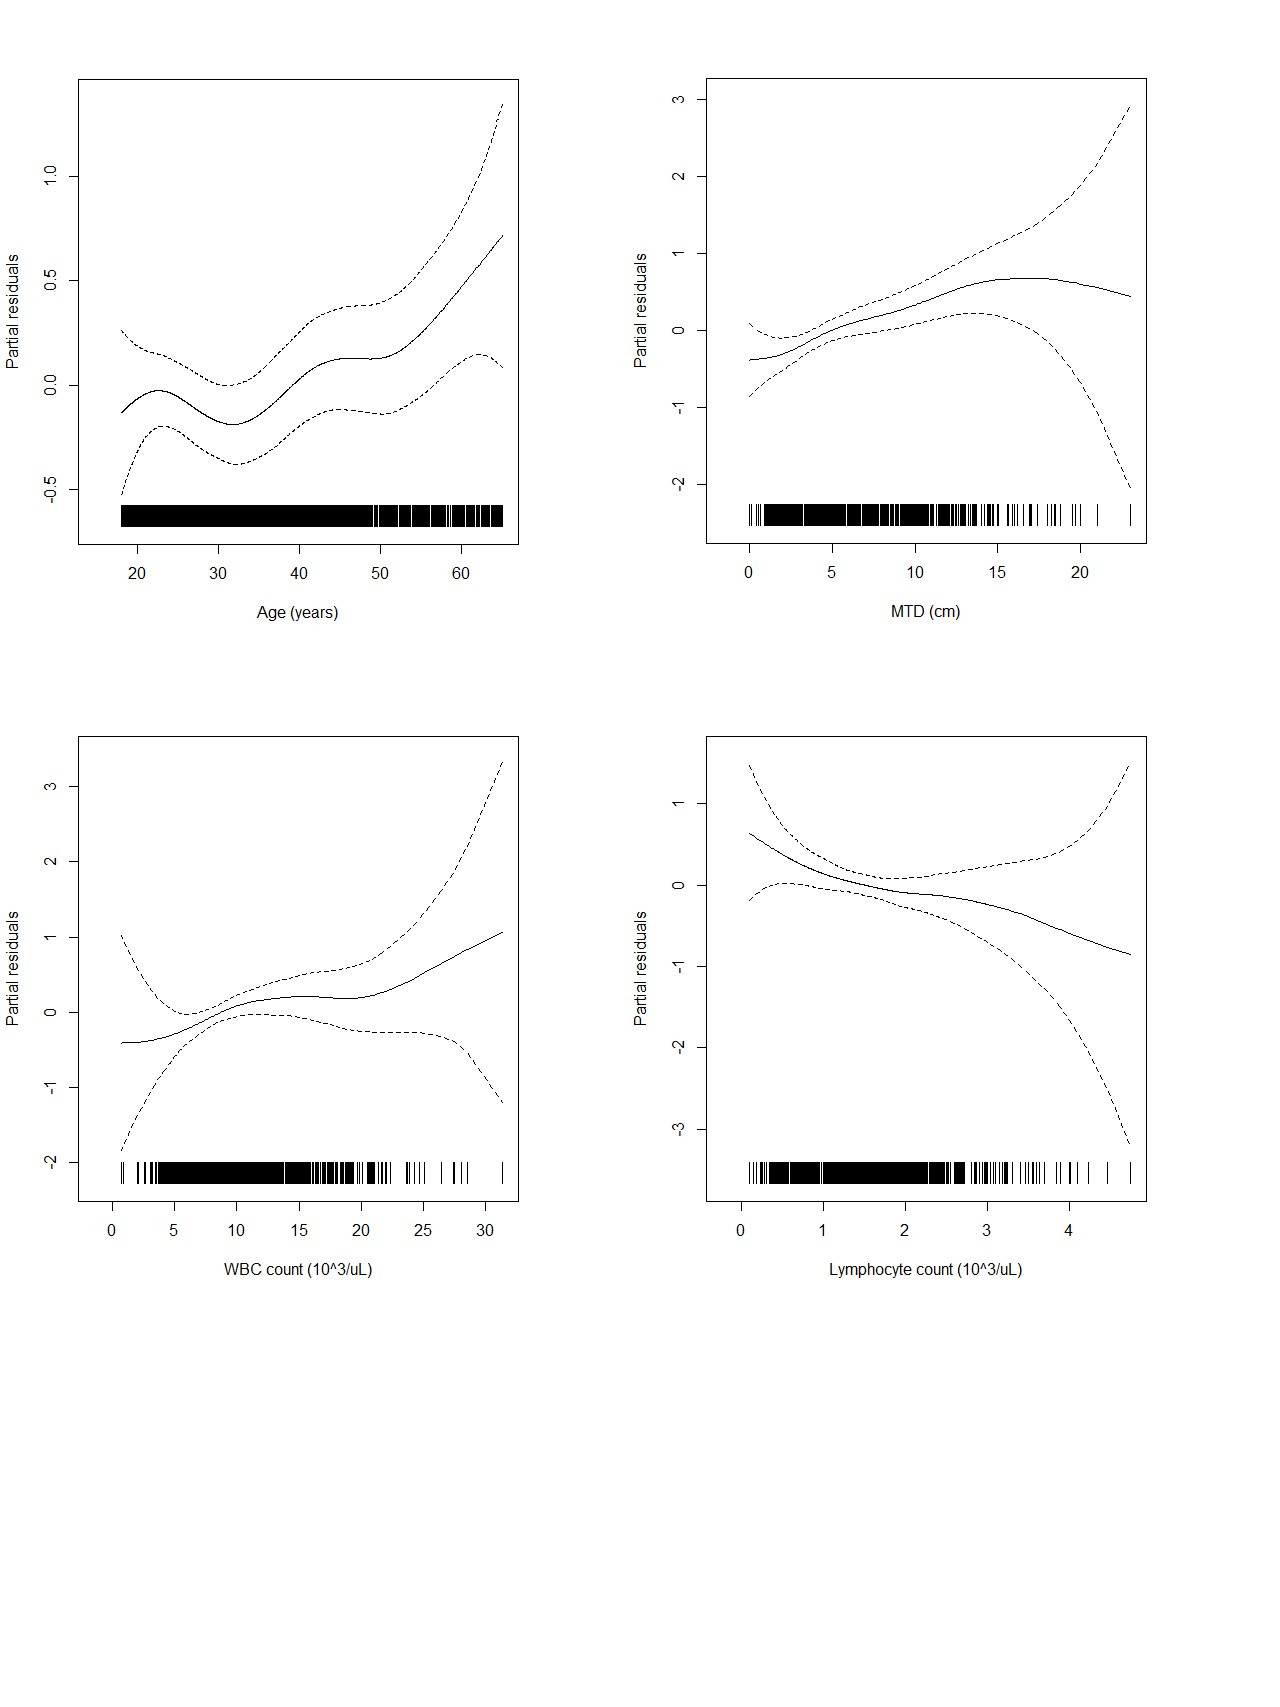 Partial residuals
1.0
0.5
0.0
-0.5
20 30 40 50 60
Age (years)
Partial residuals
3
2
1
0
-1
-2
0 5 10 15 20
MTD (cm)
Partial residuals
3
2
1
0
-1
-2
0 5 10 15 20 25 30
WBC count (10^3/uL)
Partial residuals
1
0
-1
-2
-3
0 1 2 3 4
Lymphocyte count (10^3/uL)